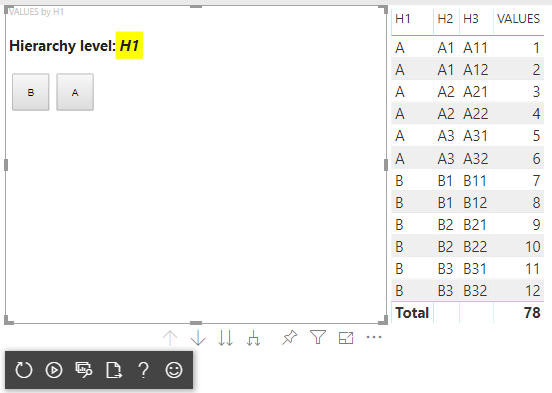 VALUES by H1
Hierarchy level: H1
B A
H1 H2 H3 VALUES
A A1 A11 1
A A1 A12 2
A A2 A21 3
A A2 A22 4
A A3 A31 5
A A3 A32 6
B B1 B11 7
B B1 B12 8
B B2 B21 9
B B2 B22 10
B B3 B31 11
B B3 B32 12
Total 78
?